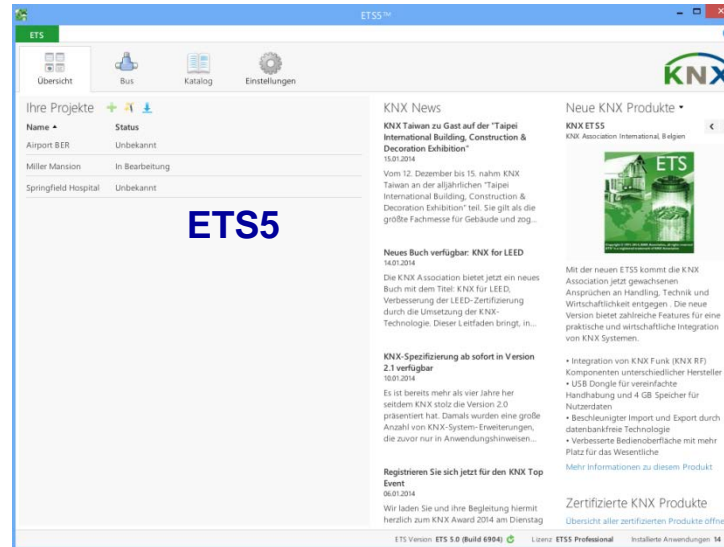 ETS5™
ETS
Übersicht
Bus
Katalog
Einstellungen
KNX
Ihre Projekte
Name
Status
Airport BER
Unbekannt
Miller Mansion
In Bearbeitung
Springfield Hospital
Unbekannt
ETS5
KNX News
KNX Taiwan zu Gast auf der "Taipei
International Building, Construction &
Decoration Exhibition"
15.01.2014
Vom 12. Dezember bis 15. nahm KNX
Taiwan an der alljährlichen "Taipei
International Building, Construction &
Decoration Exhibition" teil. Sie gilt als die
größte Fachmesse für Gebäude und zog...
Neues Buch verfügbar: KNX for LEED
14.01.2014
Die KNX Association bietet jetzt ein neues
Buch mit dem Titel: KNX für LEED,
Verbesserung der LEED-Zertifizierung
durch die Umsetzung der KNX-
Technologie. Dieser Leitfaden bringt, in...
KNX-Spezifizierung ab sofort in Version
2.1 verfügbar
10.01.2014
Es ist bereits mehr als vier Jahre her
seitdem KNX stolz die Version 2.0
präsentiert hat. Damals wurden eine große
Anzahl von KNX-System-Erweiterungen,
die zuvor nur in Anwendungshinweisen...
Registrieren Sie sich jetzt für den KNX Top
Event
06.01.2014
Wir laden Sie und ihre Begleitung hiermit
herzlich zum KNX Award 2014 am Dienstag
Neue KNX Produkte
KNX ETS5
KNX Association International, Belgien
ETS
Mit der neuen ETS5 kommt die KNX
Association jetzt gewachsenen
Ansprüchen an Handling, Technik und
Wirtschaftlichkeit entgegen . Die neue
Version bietet zahlreiche Features für eine
praktische und wirtschaftliche Integration
von KNX Systemen.
• Integration von KNX Funk (KNX RF)
Komponenten unterschiedlicher Hersteller
• USB Dongle für vereinfachte
Handhabung und 4 GB Speicher für
Nutzerdaten
• Beschleunigter Import und Export durch
datenbankfreie Technologie
• Verbesserte Bedienoberfläche mit mehr
Platz für das Wesentliche
Mehr Informationen zu diesem Produkt
Zertifizierte KNX Produkte
Übersicht aller zertifizierten Produkte öffne
ETS Version ETS 5.0 (Build 6904)
Lizenz ETS5 Professional
Installierte Anwendungen 14